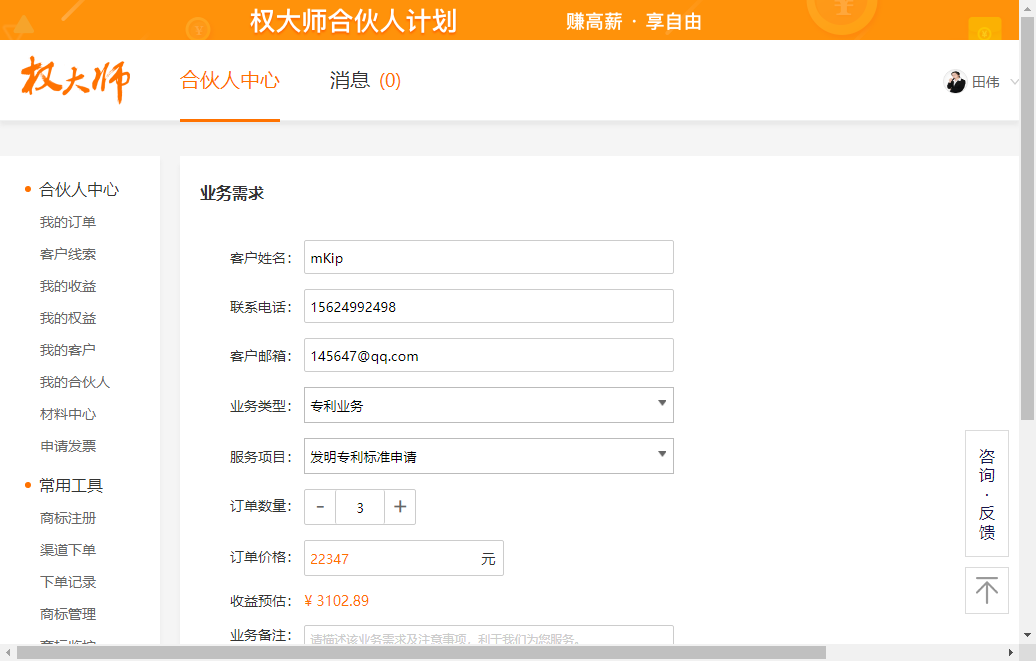 权大师合伙人计划 赚高薪 · 享自由
权大师 合伙人中心 消息 (0) 田伟
合伙人中心
我的订单
客户线索
我的收益
我的权益
我的客户
我的合伙人
材料中心
申请发票
常用工具
商标注册
渠道下单
下单记录
商标管理
商标监控
业务需求
客户姓名： mKip
联系电话： 15624992498
客户邮箱： 145647@qq.com
业务类型： 专利业务
服务项目： 发明专利标准申请
订单数量： - 3 +
订单价格： 22347 元
收益预估： ¥ 3102.89
业务备注： 请描述该业务需求及注意事项，利于我们为您服务。
咨询·反馈